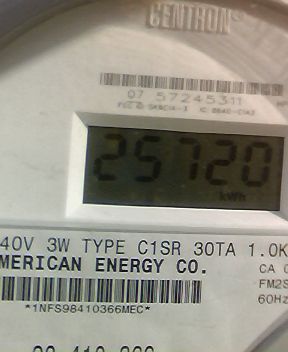 CENTRON®
07 57245311
25720
kWh
40V 3W TYPE C1SR 30TA 1.0K
MERICAN ENERGY CO.
CA 0
FM2S
60Hz
*1NFS98410366MEC*